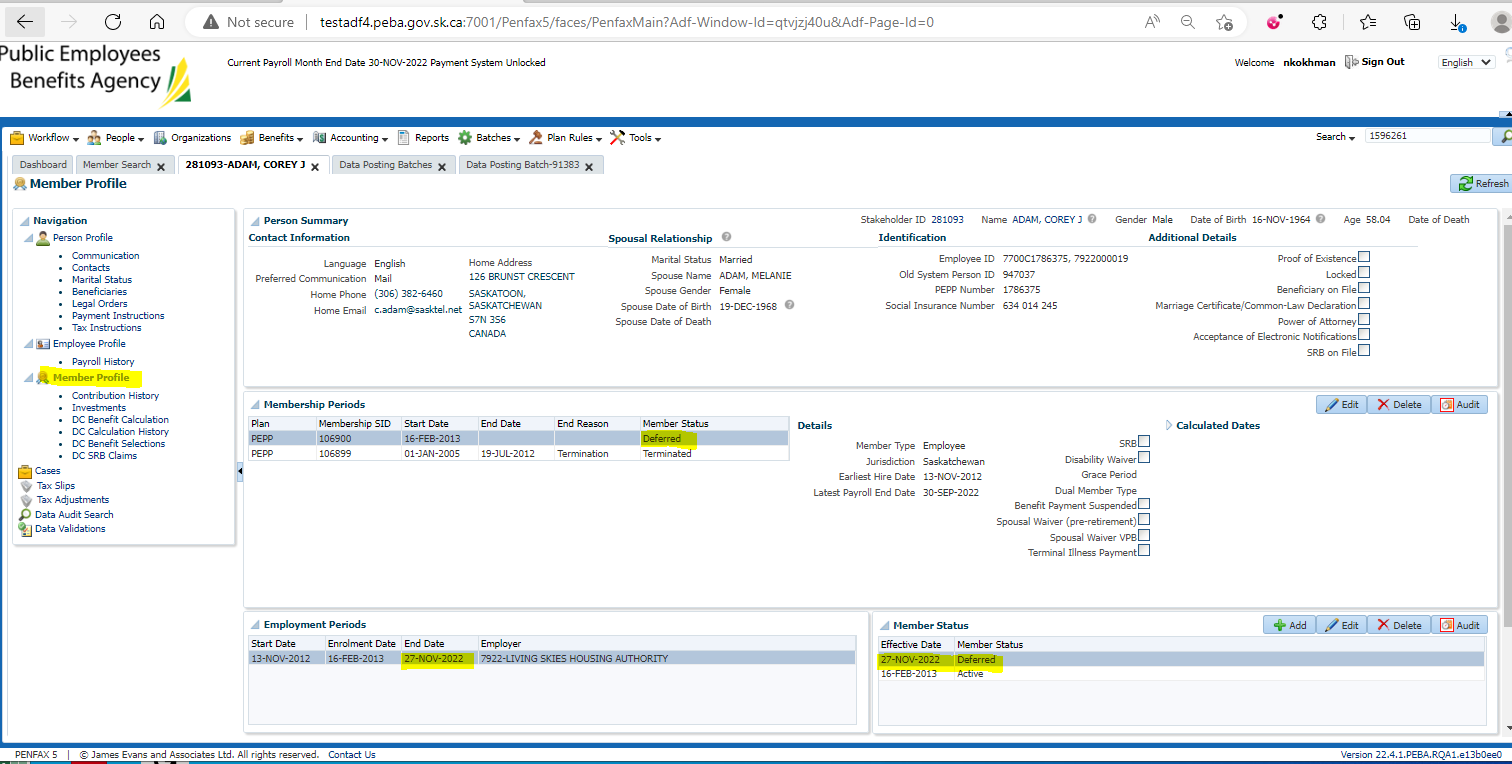 Not secure | testadf4.peba.gov.sk.ca:7001/Penfax5/faces/PenfaxMain?Adf-Window-Id=qtvjzj40u&Adf-Page-Id=0
Public Employees
Benefits Agency
Current Payroll Month End Date 30-NOV-2022 Payment System Unlocked
Welcome nkokhman Sign Out English
Workflow People Organizations Benefits Accounting Reports Batches Plan Rules Tools Search 1596261
Dashboard Member Search 281093-ADAM, COREY J Data Posting Batches Data Posting Batch-91383
Member Profile
Refresh
Navigation
Person Profile
Communication
Contacts
Marital Status
Beneficiaries
Legal Orders
Payment Instructions
Tax Instructions
Employee Profile
Payroll History
Member Profile
Contribution History
Investments
DC Benefit Calculation
DC Calculation History
DC Benefit Selections
DC SRB Claims
Cases
Tax Slips
Tax Adjustments
Data Audit Search
Data Validations
Person Summary
Stakeholder ID 281093 Name ADAM, COREY J Gender Male Date of Birth 16-NOV-1964 Age 58.04 Date of Death
Contact Information
Language English
Preferred Communication Mail
Home Phone (306) 382-6460
Home Email c.adam@sasktel.net
Home Address
126 BRUNST CRESCENT
SASKATOON,
SASKATCHEWAN
S7N 3S6
CANADA
Spousal Relationship
Marital Status Married
Spouse Name ADAM, MELANIE
Spouse Gender Female
Spouse Date of Birth 19-DEC-1968
Spouse Date of Death
Identification
Employee ID 7700C1786375, 7922000019
Old System Person ID 947037
PEPP Number 1786375
Social Insurance Number 634 014 245
Additional Details
Proof of Existence
Locked
Beneficiary on File
Marriage Certificate/Common-Law Declaration
Power of Attorney
Acceptance of Electronic Notifications
SRB on File
Membership Periods
Edit Delete Audit
Plan Membership SID Start Date End Date End Reason Member Status
PEPP 106900 16-FEB-2013 Deferred
PEPP 106899 01-JAN-2005 19-JUL-2012 Termination Terminated
Details
Member Type Employee
Jurisdiction Saskatchewan
Earliest Hire Date 13-NOV-2012
Latest Payroll End Date 30-SEP-2022
SRB
Disability Waiver
Grace Period
Dual Member Type
Benefit Payment Suspended
Spousal Waiver (pre-retirement)
Spousal Waiver VPB
Terminal Illness Payment
Calculated Dates
Employment Periods
Start Date Enrolment Date End Date Employer
13-NOV-2012 16-FEB-2013 27-NOV-2022 7922-LIVING SKIES HOUSING AUTHORITY
Member Status
Add Edit Delete Audit
Effective Date Member Status
27-NOV-2022 Deferred
16-FEB-2013 Active
PENFAX 5 | © James Evans and Associates Ltd. All rights reserved. Contact Us
Version 22.4.1.PEBA.RQA1.e13b0ee0